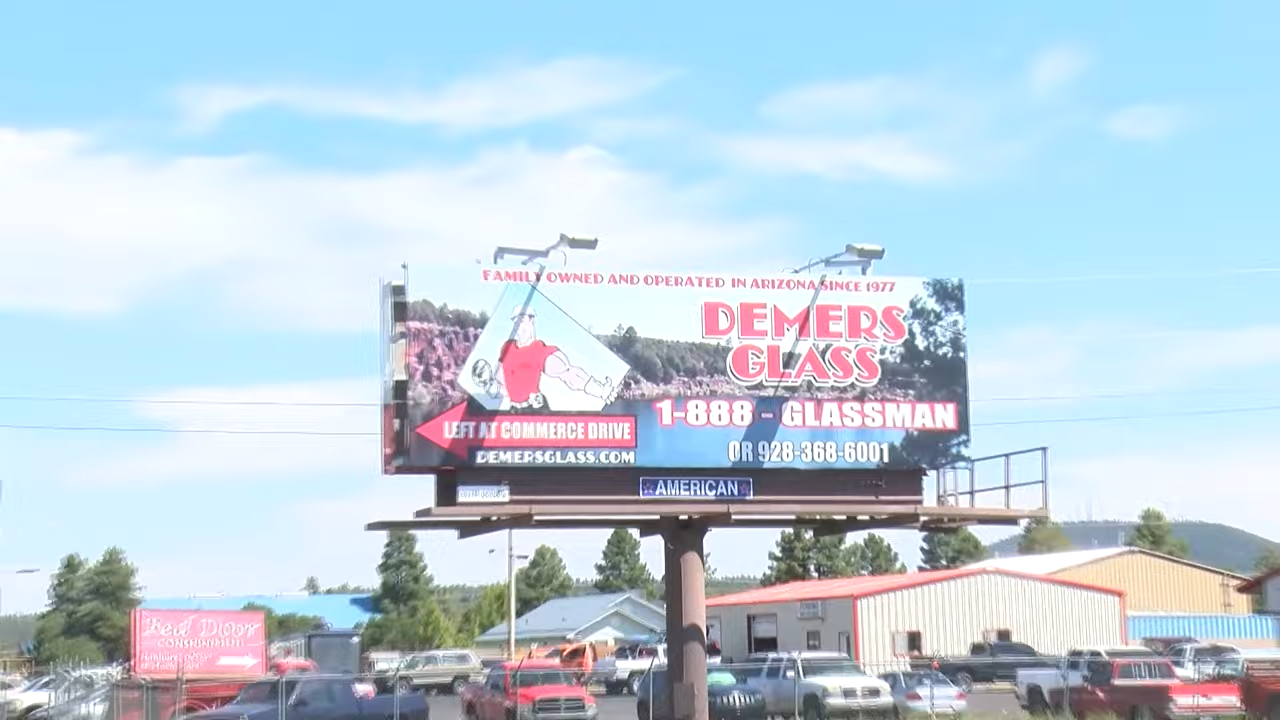 FAMILY OWNED AND OPERATED IN ARIZONA SINCE 1977
DEMERS
GLASS
1-888 - GLASSMAN
LEFT AT COMMERCE DRIVE
OR 928-368-6001
DEMERSGLASS.COM
AMERICAN
Red Door
CONSIGNMENT